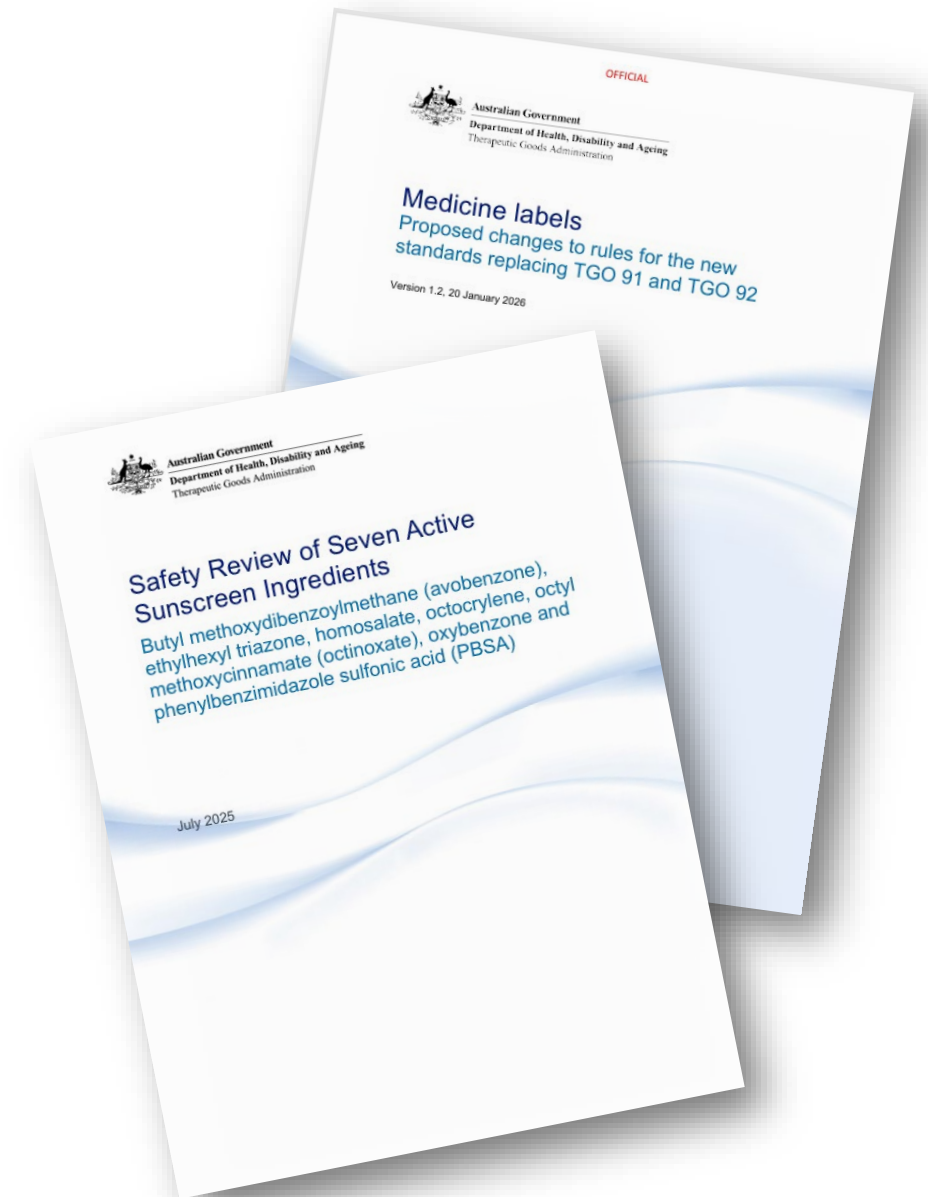 OFFICIAL
Australian Government
Department of Health, Disability and Ageing
Therapeutic Goods Administration
Medicine labels
Proposed changes to rules for the new
standards replacing TGO 91 and TGO 92
Version 1.2, 20 January 2026
Australian Government
Department of Health, Disability and Ageing
Therapeutic Goods Administration
Safety Review of Seven Active
Sunscreen Ingredients
Butyl methoxydibenzoylmethane (avobenzone),
ethylhexyl triazone, homosalate, octocrylene, octyl
methoxycinnamate (octinoxate), oxybenzone and
phenylbenzimidazole sulfonic acid (PBSA)
July 2025